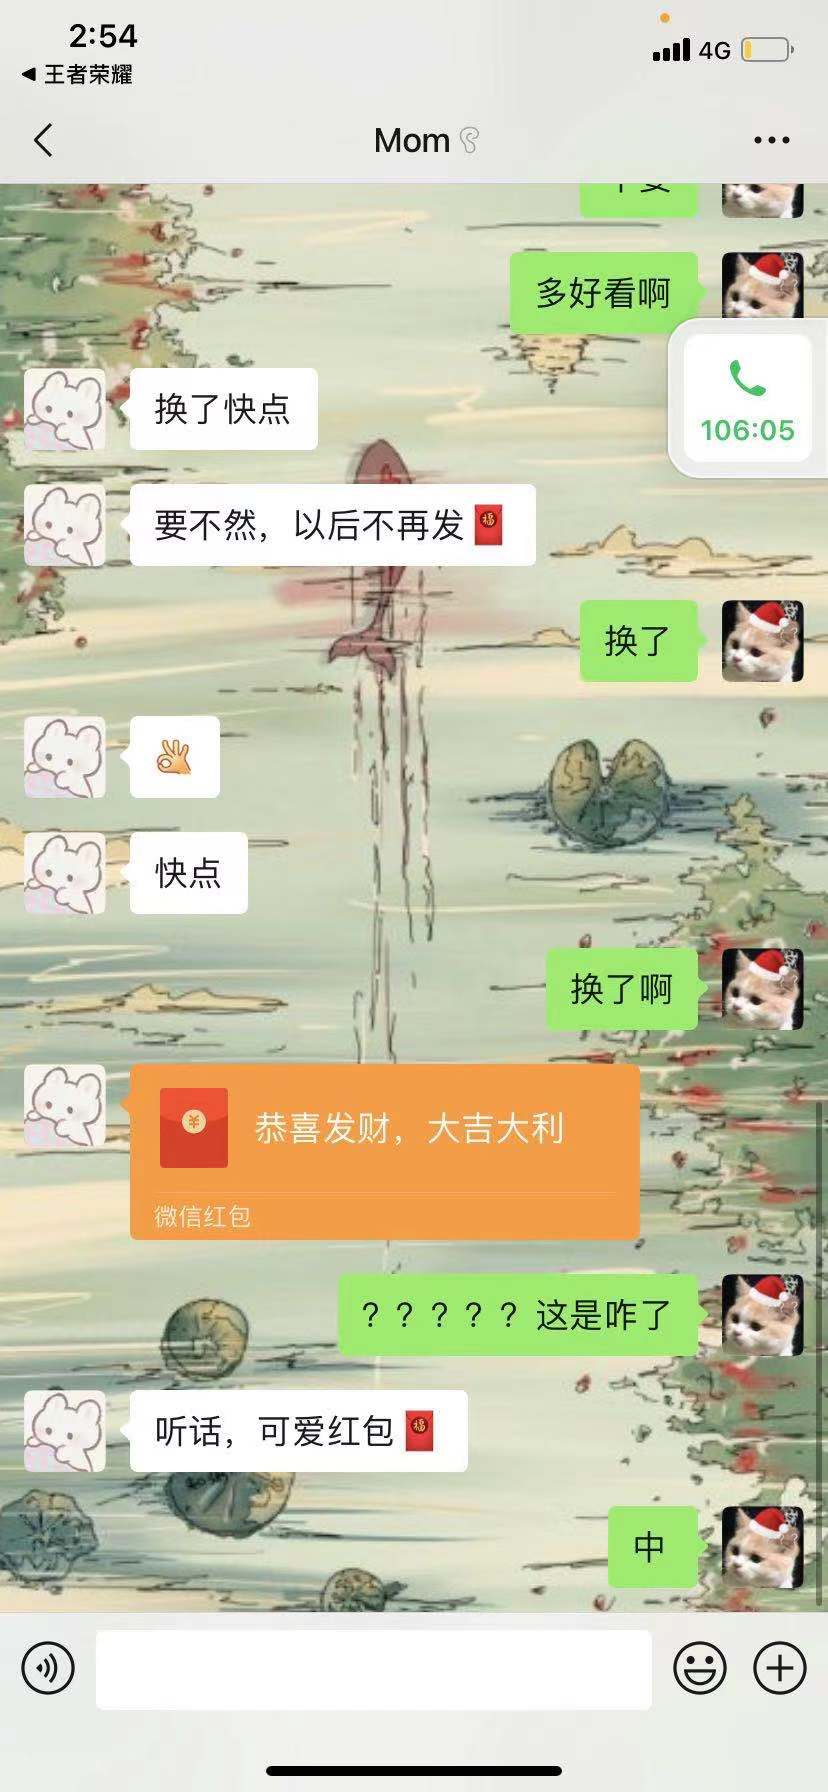 2:54
4G
王者荣耀
Mom
多好看啊
106:05
换了快点
要不然，以后不再发福
换了
快点
换了啊
¥
恭喜发财，大吉大利
微信红包
？？？？？这是咋了
听话，可爱红包福
中